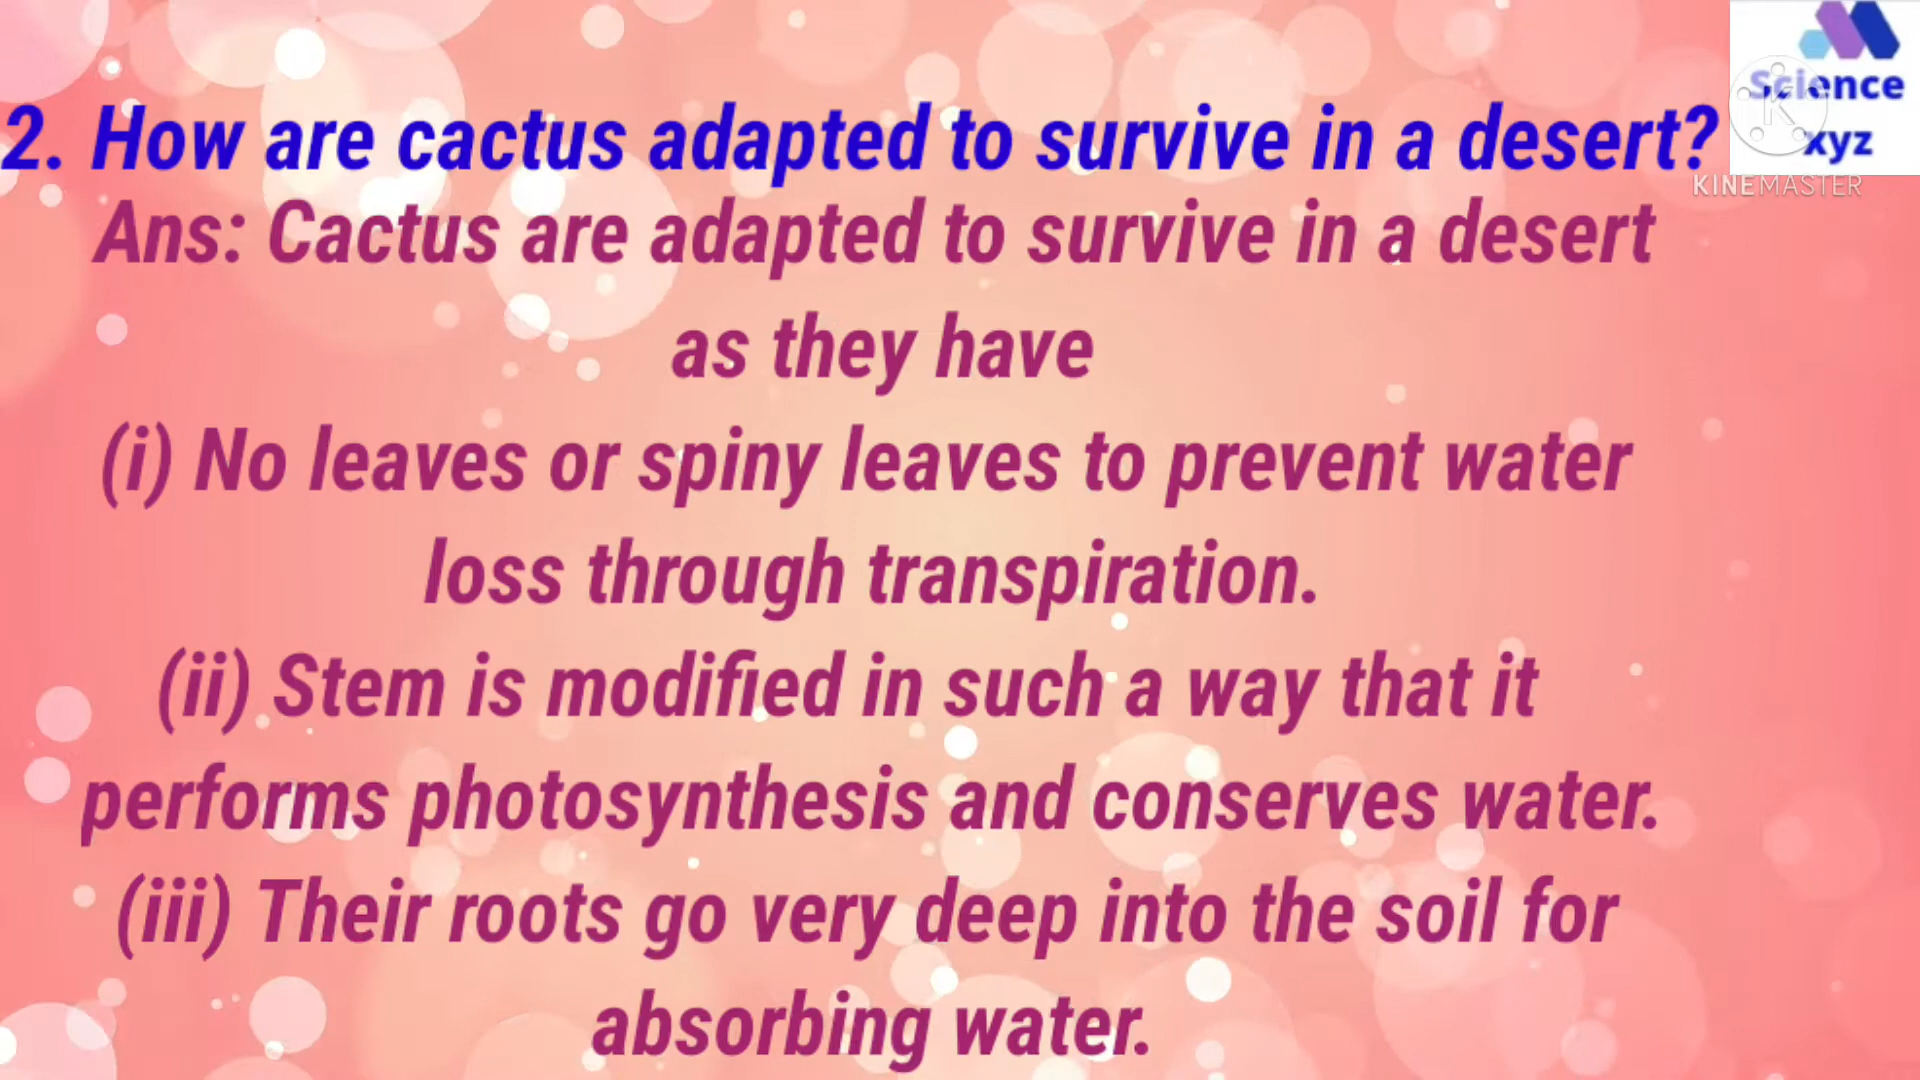 Science
xyz
KINEMASTER
2. How are cactus adapted to survive in a desert?
Ans: Cactus are adapted to survive in a desert
as they have
(i) No leaves or spiny leaves to prevent water
loss through transpiration.
(ii) Stem is modified in such a way that it
performs photosynthesis and conserves water.
(iii) Their roots go very deep into the soil for
absorbing water.